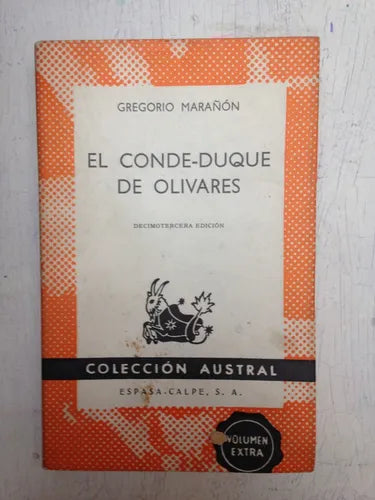 GREGORIO MARAÑÓN
EL CONDE-DUQUE
DE OLIVARES
DECIMOTERCERA EDICIÓN
COLECCIÓN AUSTRAL
ESPASA-CALPE, S. A.
VOLUMEN
EXTRA